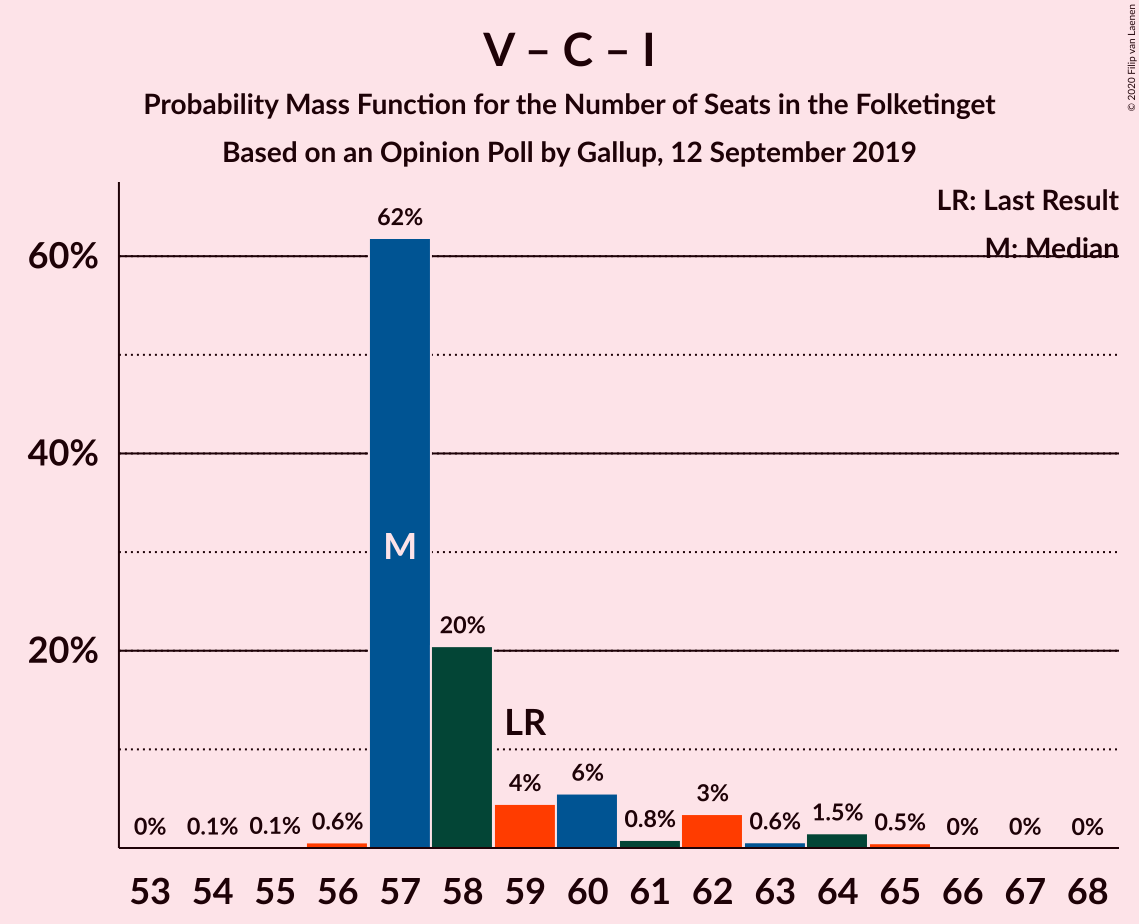 V – C – I
Probability Mass Function for the Number of Seats in the Folketinget
Based on an Opinion Poll by Gallup, 12 September 2019
© 2020 Filip van Laenen
LR: Last Result
M: Median
60%
40%
20%
62%
M
20%
LR
0%
0.1%
0.1%
0.6%
4%
6%
0.8%
3%
0.6%
1.5%
0.5%
0%
0%
0%
53 54 55 56 57 58 59 60 61 62 63 64 65 66 67 68